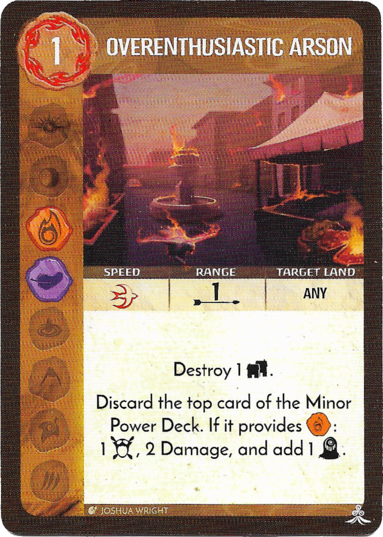 1 OVERENTHUSIASTIC ARSON
SPEED RANGE TARGET LAND
1 ANY
Destroy 1 .
Discard the top card of the Minor
Power Deck. If it provides :
1 , 2 Damage, and add 1 .
JOSHUA WRIGHT